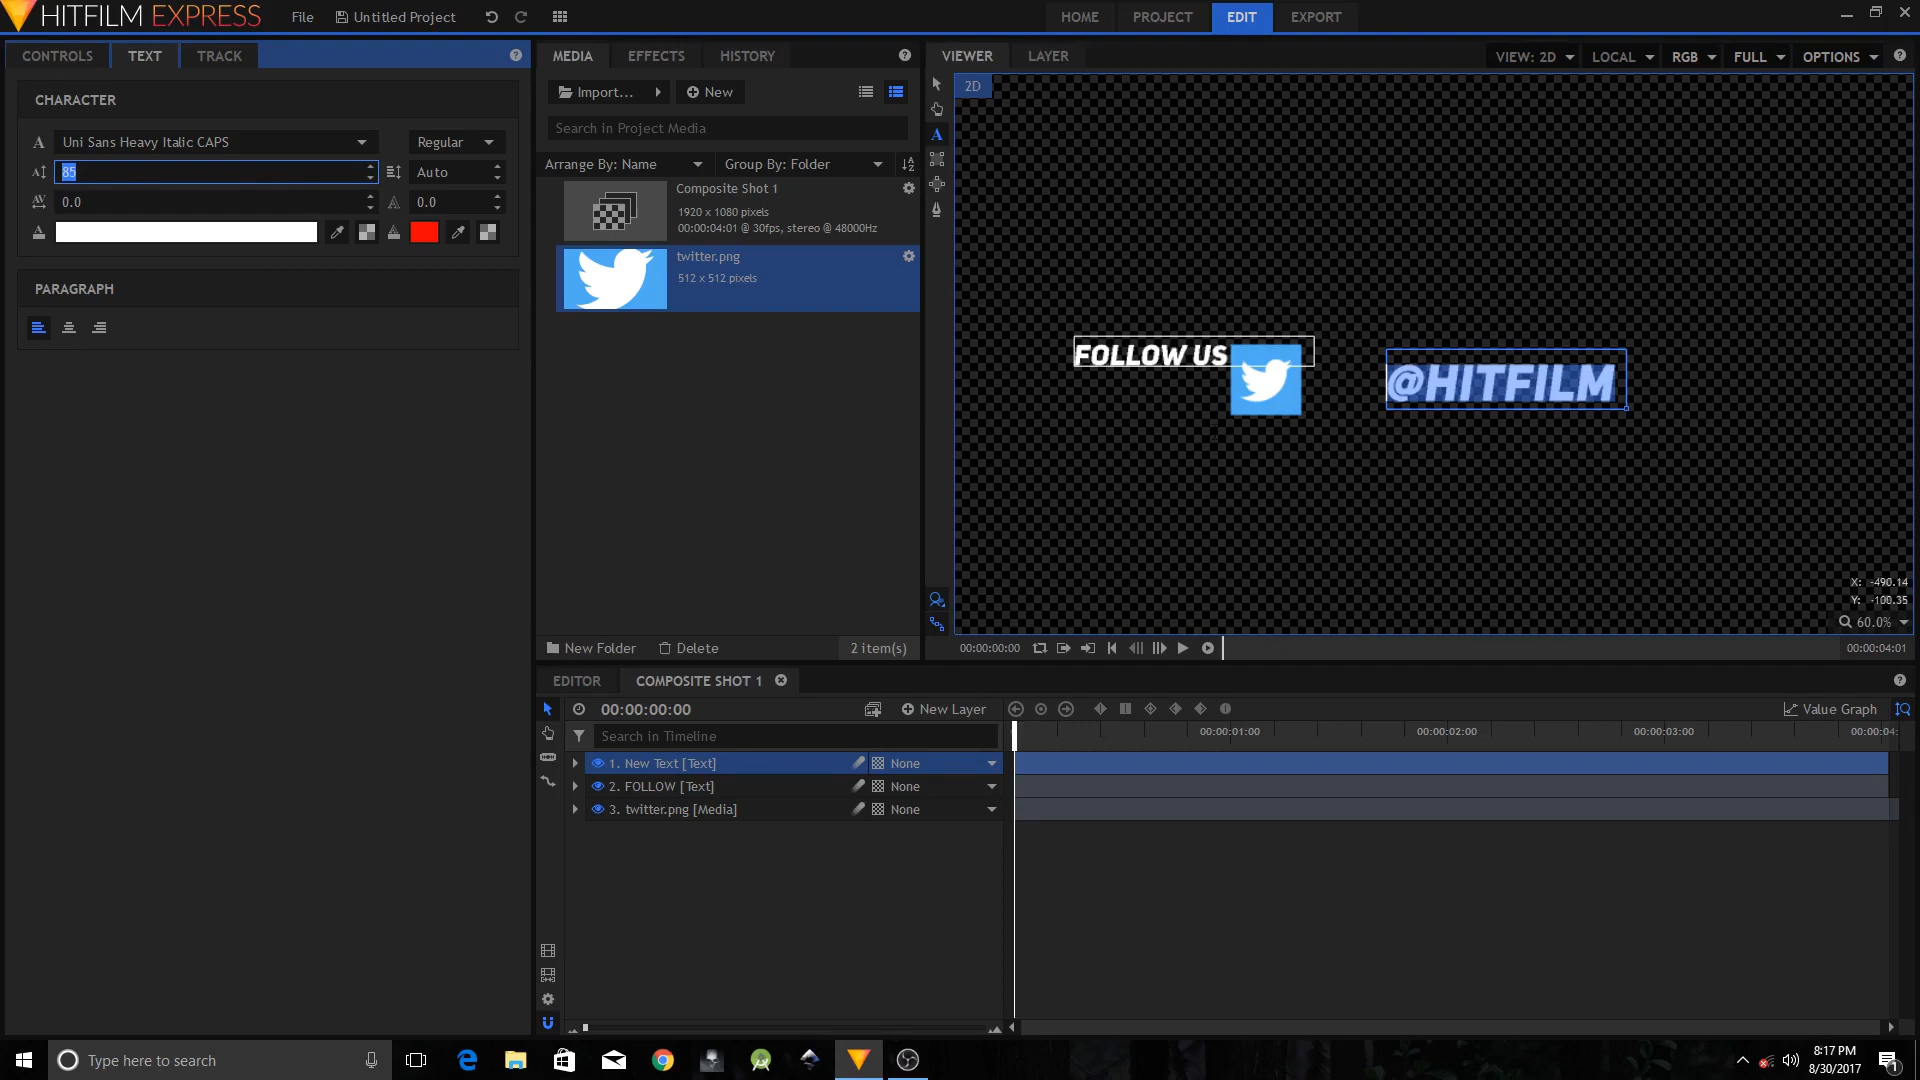 HITFILM EXPRESS File Untitled Project HOME PROJECT EDIT EXPORT
CONTROLS TEXT TRACK
CHARACTER
Uni Sans Heavy Italic CAPS Regular
85 Auto
0.0 0.0
PARAGRAPH
MEDIA EFFECTS HISTORY
Import... New
Search in Project Media
Arrange By: Name Group By: Folder
Composite Shot 1
1920 x 1080 pixels
00:00:04:01 @ 30fps, stereo @ 48000Hz
twitter.png
512 x 512 pixels
New Folder Delete 2 item(s)
VIEWER LAYER VIEW: 2D LOCAL RGB FULL OPTIONS
2D
FOLLOW US
@HITFILM
X: -490.14
Y: -100.35
60.0%
00:00:00:00 00:00:04:01
EDITOR COMPOSITE SHOT 1
00:00:00:00 New Layer Value Graph
Search in Timeline 00:00:01:00 00:00:02:00 00:00:03:00 00:00:04:
1. New Text [Text] None
2. FOLLOW [Text] None
3. twitter.png [Media] None
Type here to search
8:17 PM
8/30/2017
1